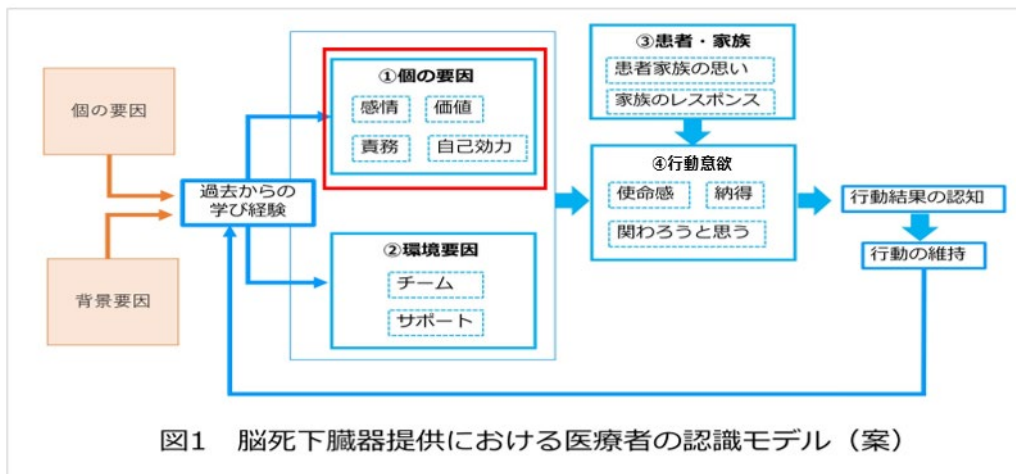 個の要因
背景要因
過去からの
学び経験
①個の要因
感情
価値
責務
自己効力
②環境要因
チーム
サポート
③患者・家族
患者家族の思い
家族のレスポンス
④行動意欲
使命感
納得
関わろうと思う
行動結果の認知
行動の維持
図1 脳死下臓器提供における医療者の認識モデル（案）